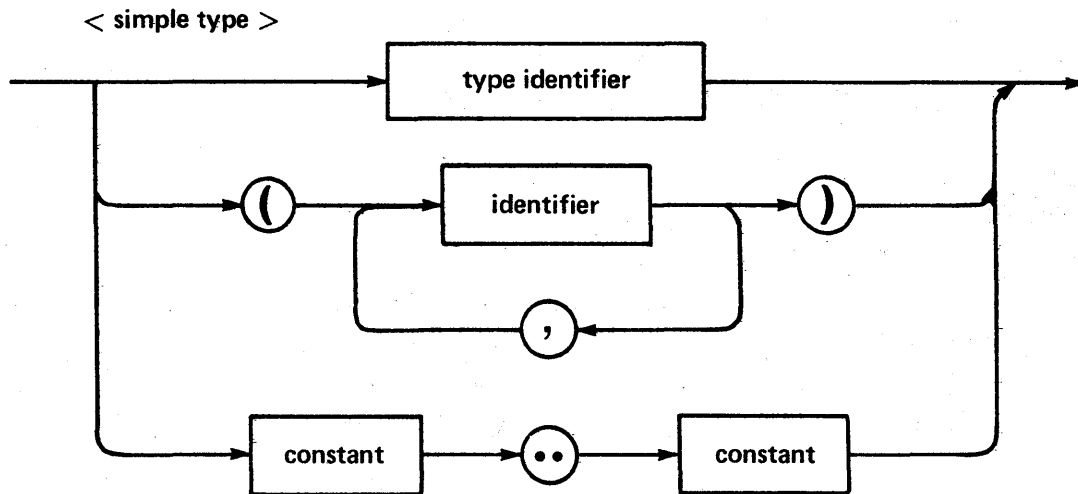 < simple type >
type identifier
( identifier )
,
constant •• constant